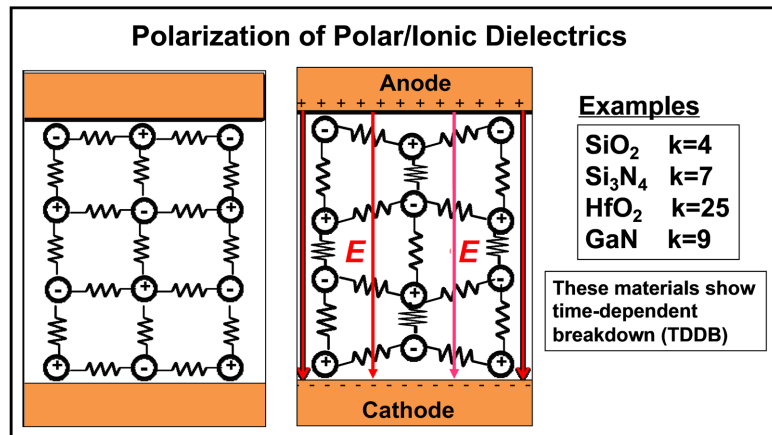 Polarization of Polar/Ionic Dielectrics
- + -
+ - +
- + -
+ - +
Anode
+ + + + + + + + + + +
- + -
+ - +
E E
- + -
+ - +
- - - - - - - - - - - - - - - -
Cathode
Examples
SiO₂ k=4
Si₃N₄ k=7
HfO₂ k=25
GaN k=9
These materials show
time-dependent
breakdown (TDDB)